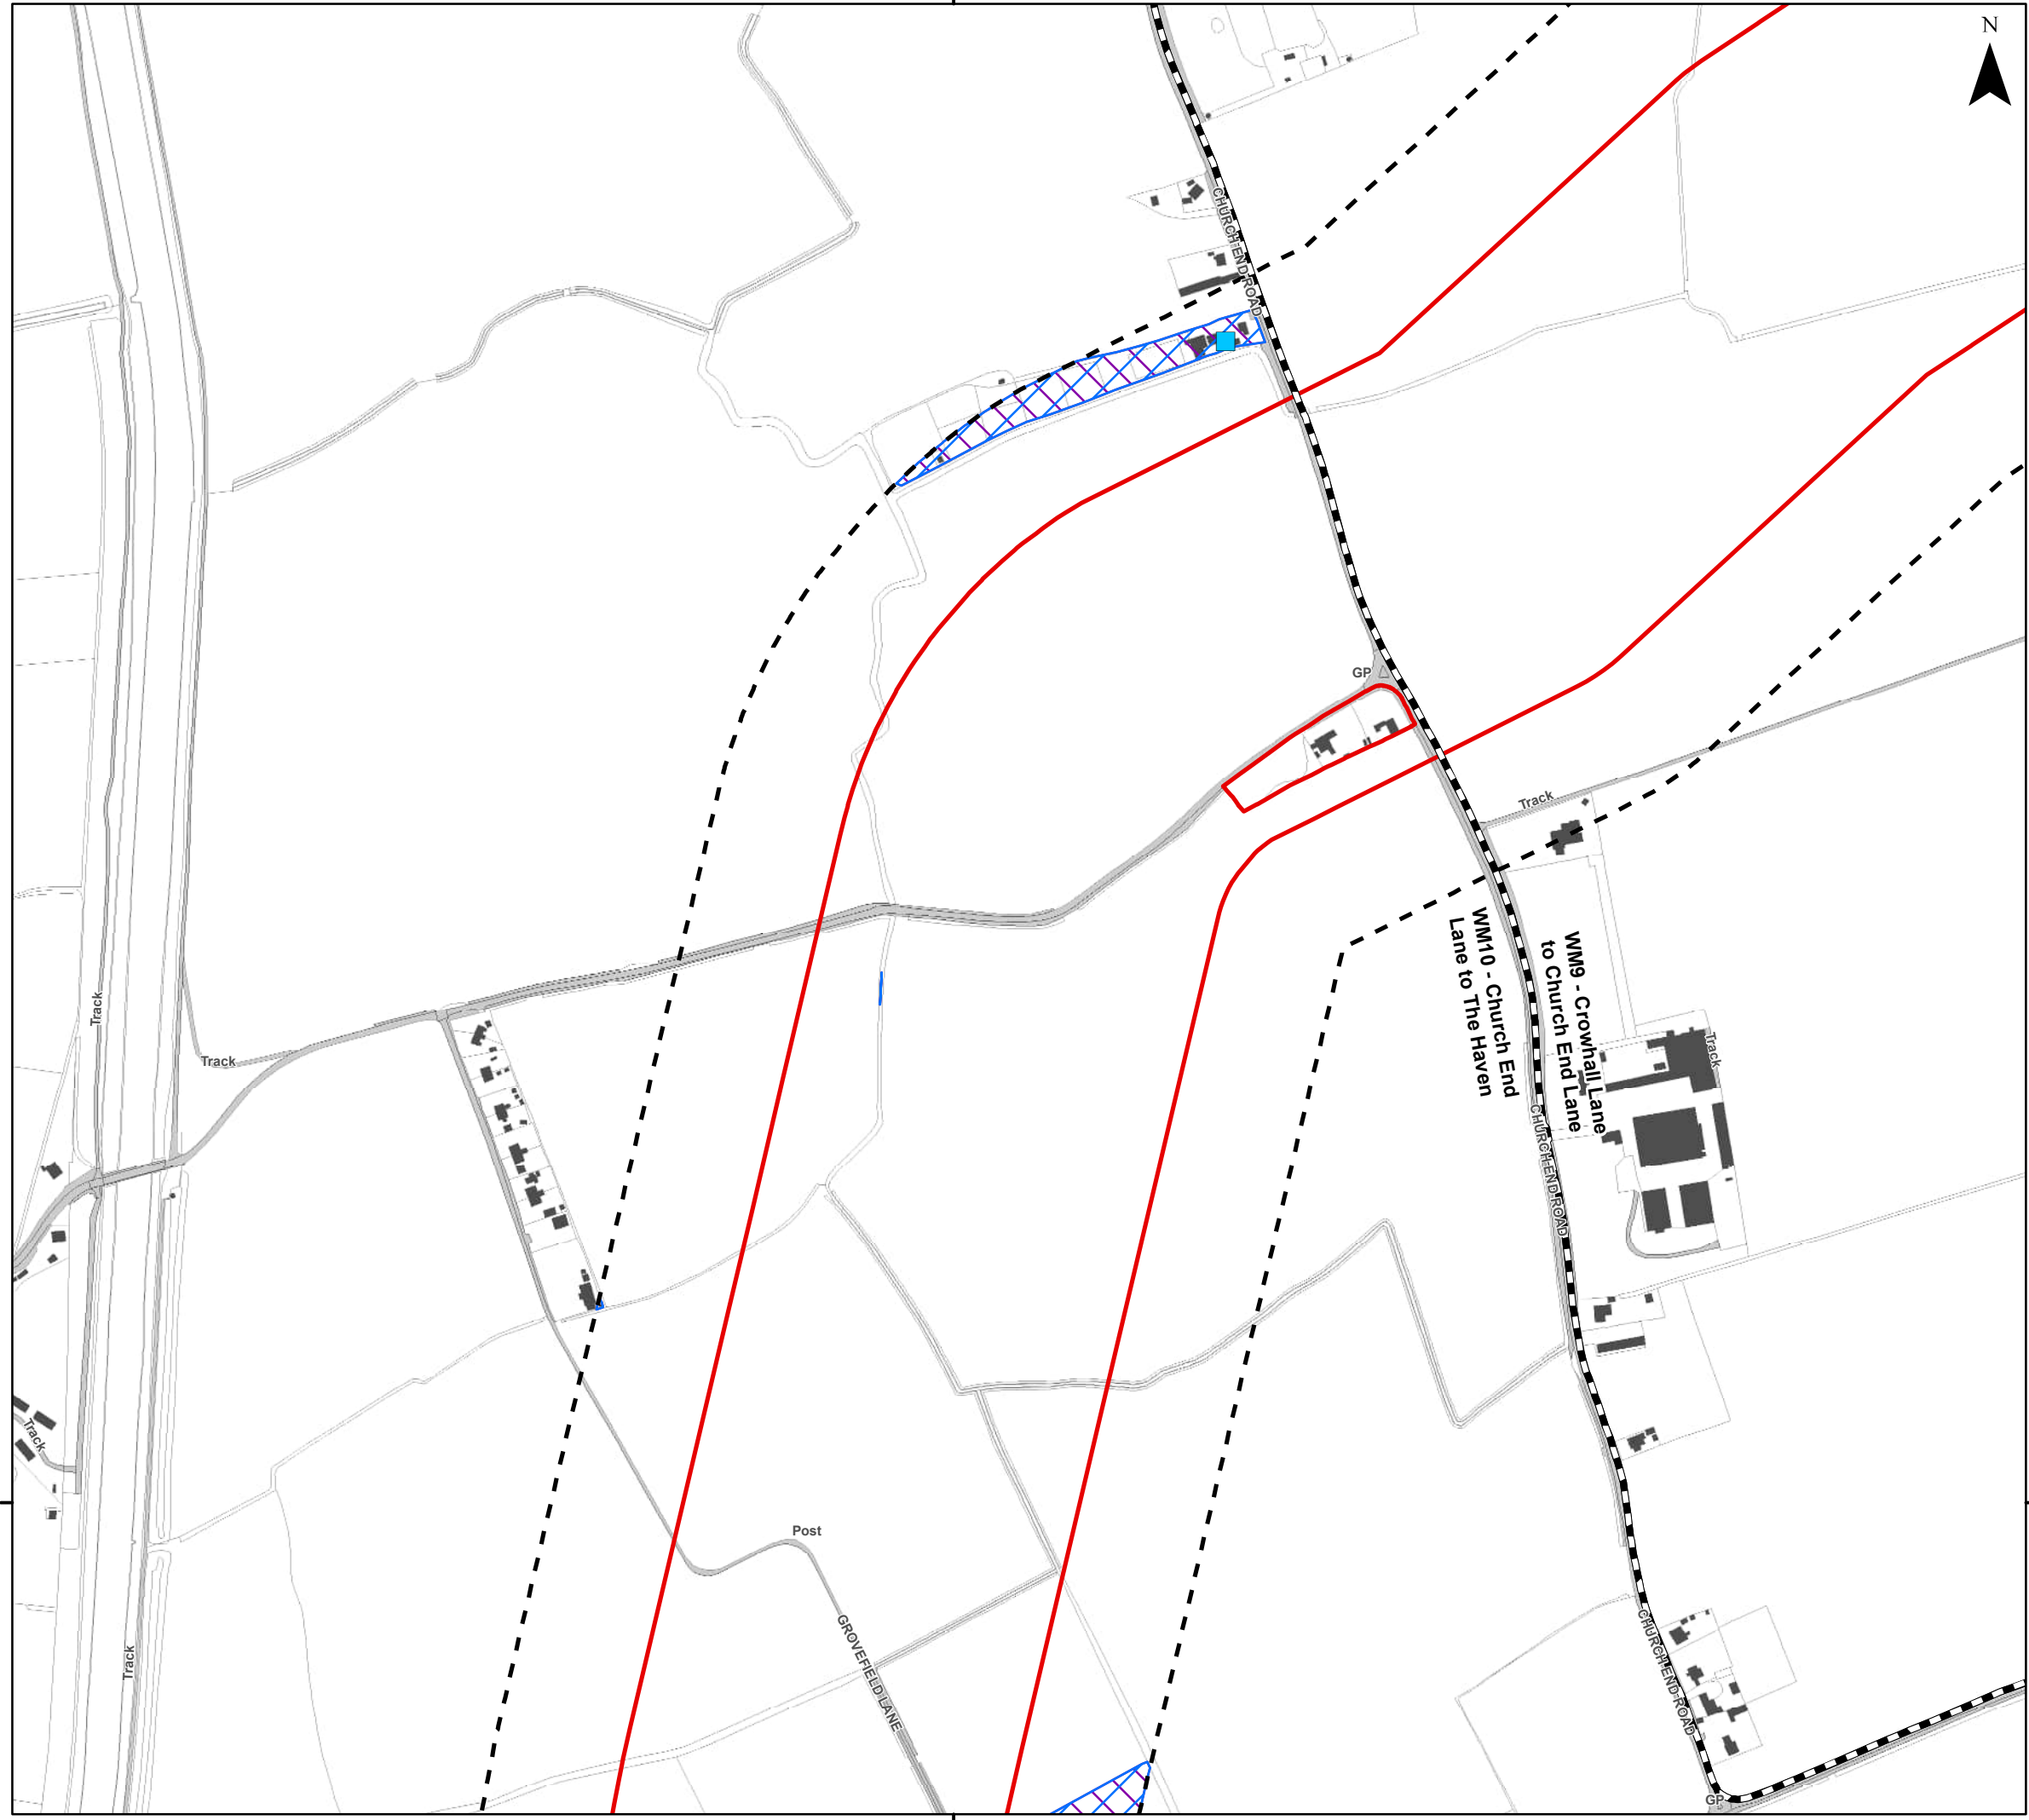 N
CHURCH END ROAD
GP
Track
WM10 - Church End
Lane to The Haven
WM9 - Crowhall Lane
to Church End Lane
Track
Track
Track
CHURCH END ROAD
Track
Post
GROVEFIELD LANE
Track
CHURCH END ROAD
GP